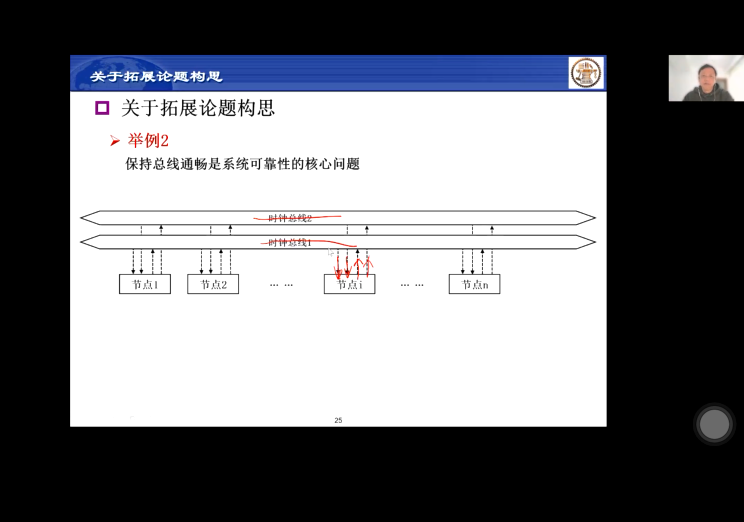 关于拓展论题构思
关于拓展论题构思
举例2
保持总线通畅是系统可靠性的核心问题
时钟总线2
时钟总线1
节点1 节点2 … … 节点i … … 节点n
25